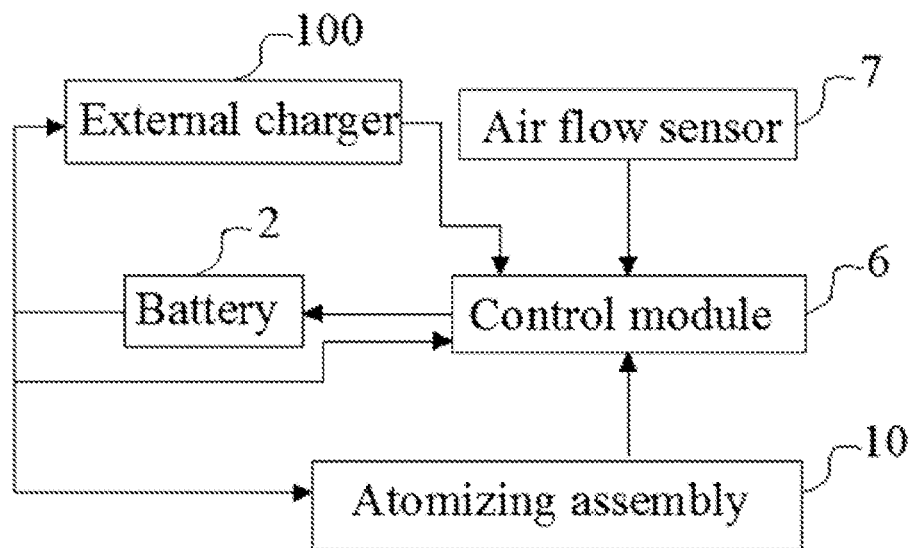 100
External charger
7
Air flow sensor
2
Battery
6
Control module
10
Atomizing assembly